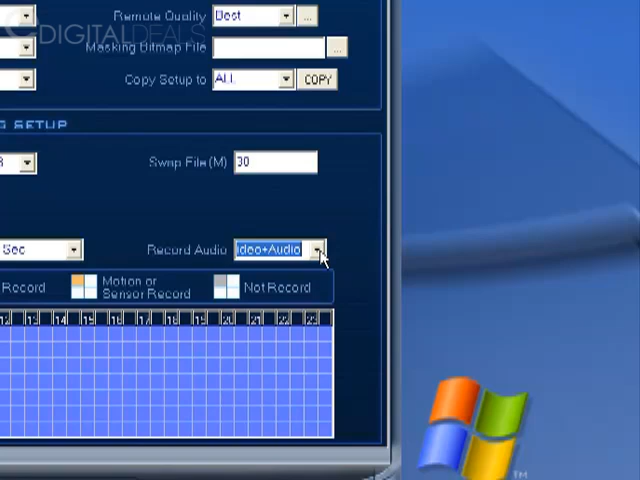 DIGITALDEALS
Remote Quality Best ...
Masking Bitmap File ...
Copy Setup to ALL COPY
G SETUP
Swap File(M) 30
Sec Record Audio ideo+Audio
Record Motion or Sensor Record Not Record
12 13 14 15 16 17 18 19 20 21 22 23
TM